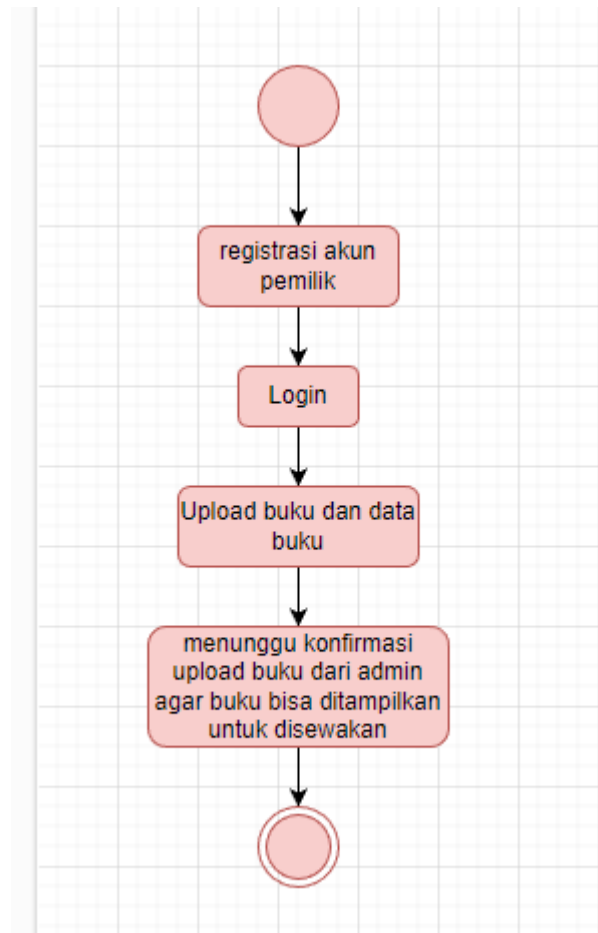 registrasi akun
pemilik
Login
Upload buku dan data
buku
menunggu konfirmasi
upload buku dari admin
agar buku bisa ditampilkan
untuk disewakan